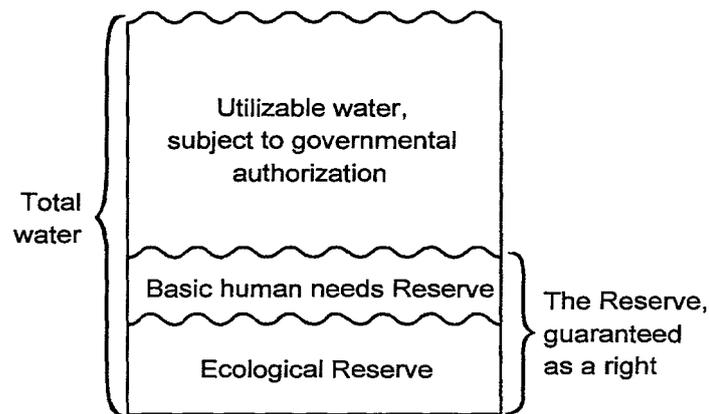 Utilizable water,
subject to governmental
authorization
Total
water
Basic human needs Reserve
The Reserve,
guaranteed
as a right
Ecological Reserve